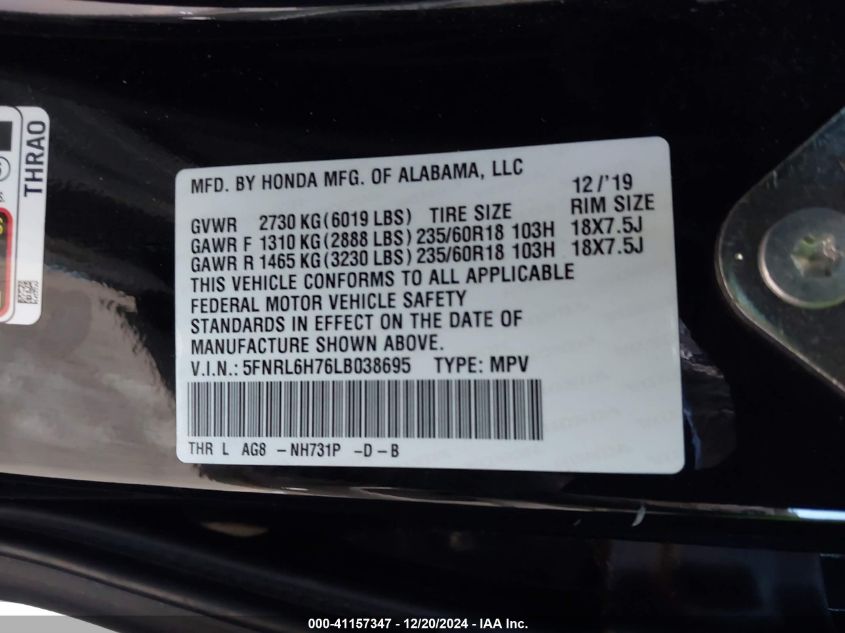 THRAO
MFD. BY HONDA MFG. OF ALABAMA, LLC 12/'19
GVWR 2730 KG(6019 LBS) TIRE SIZE RIM SIZE
GAWR F 1310 KG(2888 LBS) 235/60R18 103H 18X7.5J
GAWR R 1465 KG(3230 LBS) 235/60R18 103H 18X7.5J
THIS VEHICLE CONFORMS TO ALL APPLICABLE
FEDERAL MOTOR VEHICLE SAFETY
STANDARDS IN EFFECT ON THE DATE OF
MANUFACTURE SHOWN ABOVE.
V.I.N.: 5FNRL6H76LB038695 TYPE: MPV
THR L AG8 -NH731P -D-B
000-41157347 - 12/20/2024 - IAA Inc.